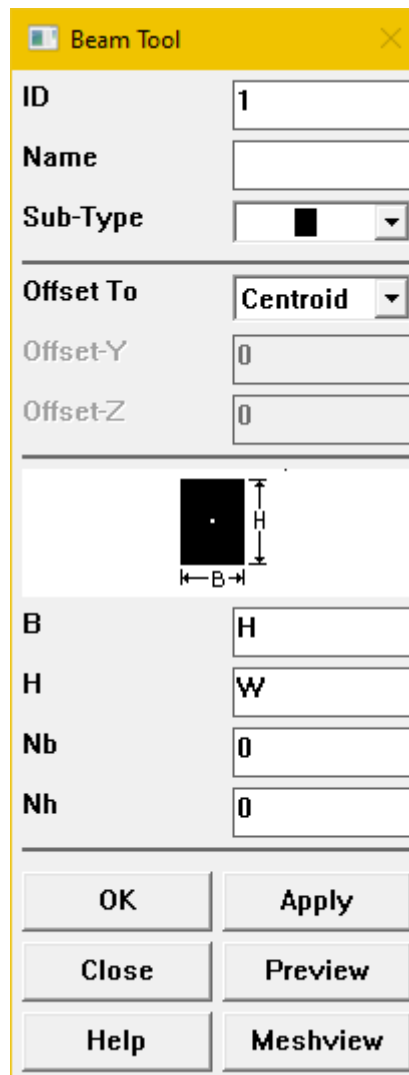 Beam Tool
ID 1
Name
Sub-Type
Offset To Centroid
Offset-Y 0
Offset-Z 0
H
B
B H
H W
Nb 0
Nh 0
OK Apply
Close Preview
Help Meshview